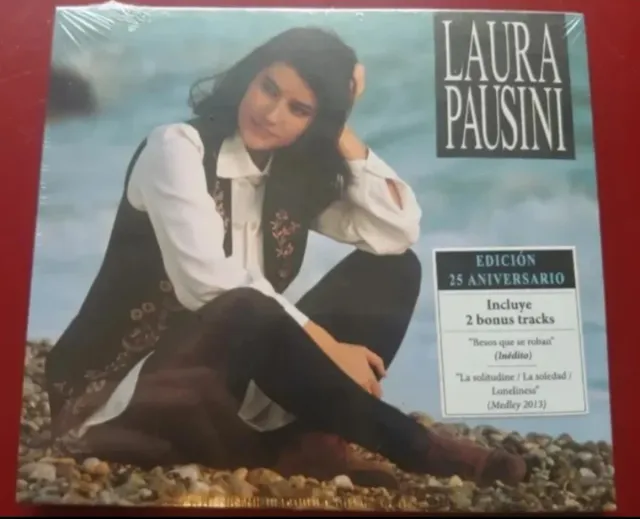 LAURA
PAUSINI
EDICIÓN
25 ANIVERSARIO
Incluye
2 bonus tracks
"Besos que se roban"
(Inédito)
"La solitudine / La soledad /
Loneliness"
(Medley 2013)